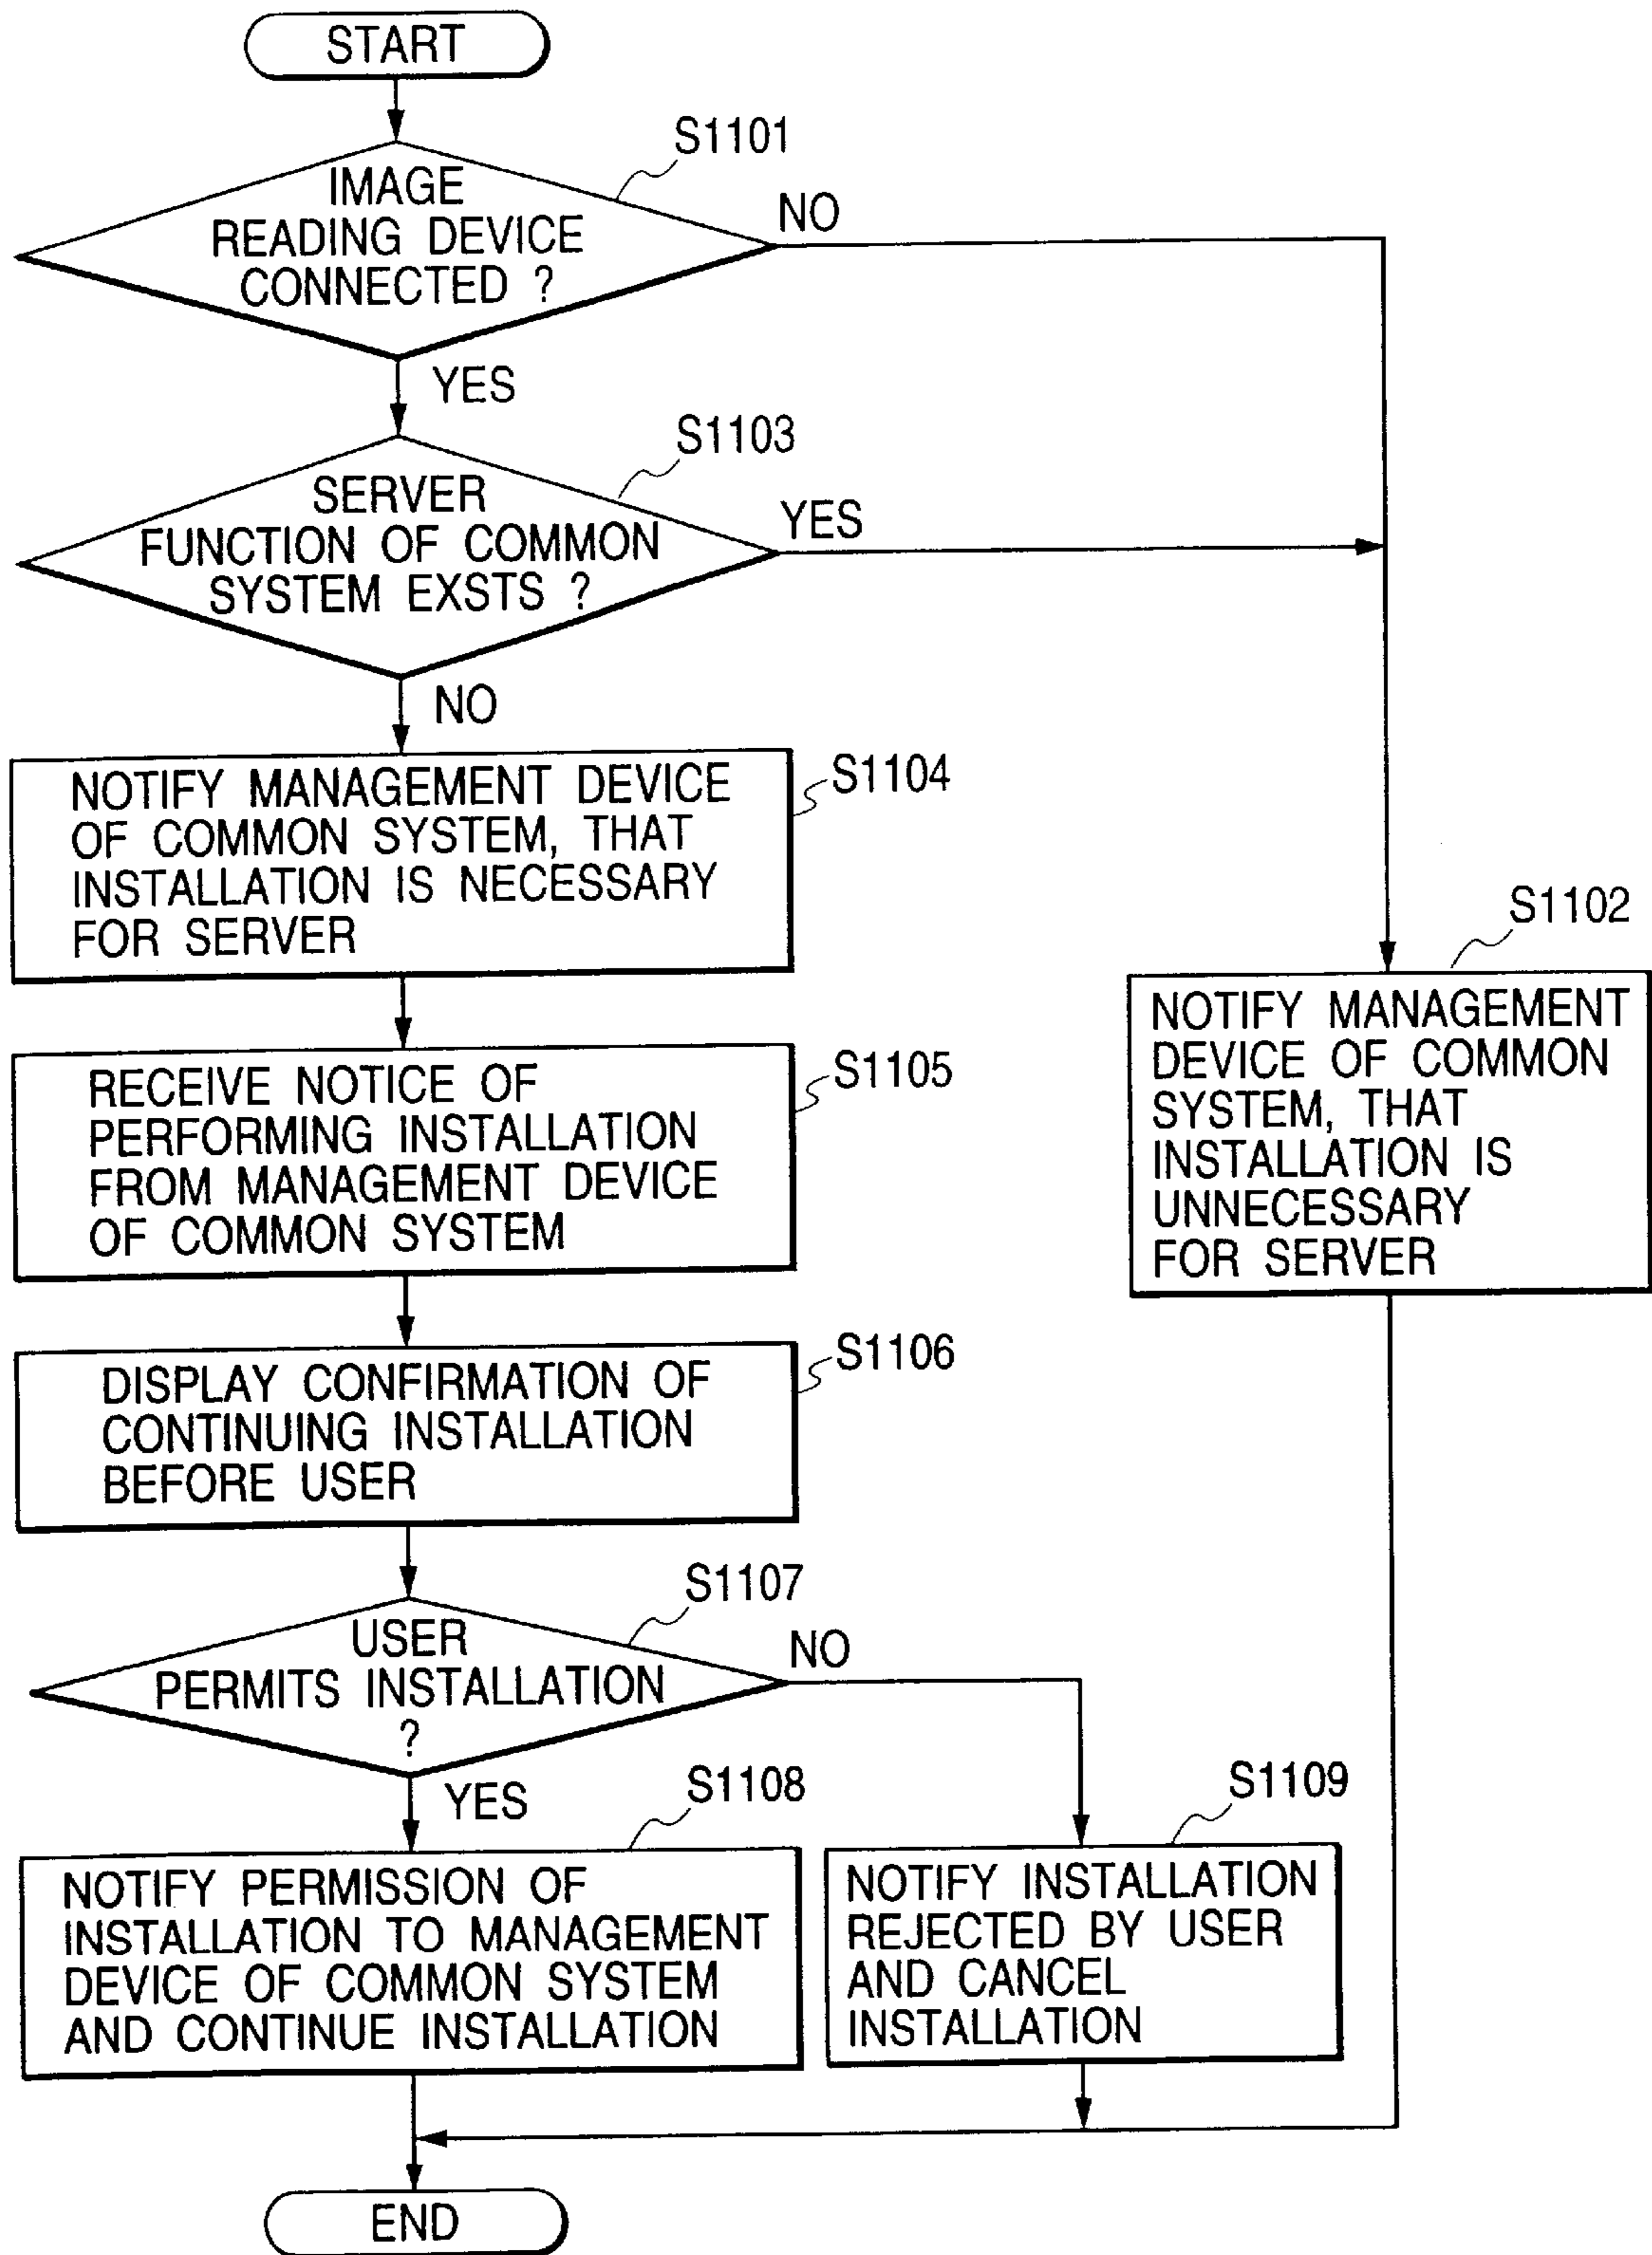 START
S1101
IMAGE
READING DEVICE
CONNECTED ?
NO
YES
S1103
SERVER
FUNCTION OF COMMON
SYSTEM EXSTS ?
YES
NO
S1104
NOTIFY MANAGEMENT DEVICE
OF COMMON SYSTEM, THAT
INSTALLATION IS NECESSARY
FOR SERVER
S1102
NOTIFY MANAGEMENT
DEVICE OF COMMON
SYSTEM, THAT
INSTALLATION IS
UNNECESSARY
FOR SERVER
S1105
RECEIVE NOTICE OF
PERFORMING INSTALLATION
FROM MANAGEMENT DEVICE
OF COMMON SYSTEM
S1106
DISPLAY CONFIRMATION OF
CONTINUING INSTALLATION
BEFORE USER
S1107
USER
PERMITS INSTALLATION
?
NO
YES
S1108
NOTIFY PERMISSION OF
INSTALLATION TO MANAGEMENT
DEVICE OF COMMON SYSTEM
AND CONTINUE INSTALLATION
S1109
NOTIFY INSTALLATION
REJECTED BY USER
AND CANCEL
INSTALLATION
END